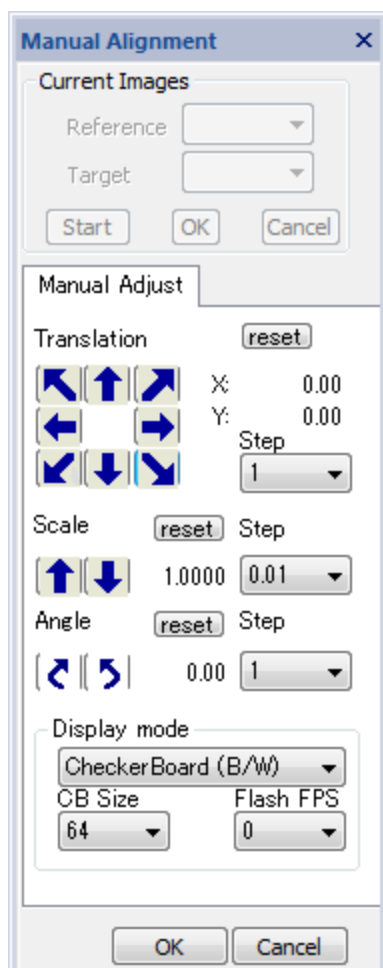 Manual Alignment
Current Images
Reference
Target
Start OK Cancel
Manual Adjust
Translation reset
X: 0.00
Y: 0.00
Step
1
Scale reset Step
1.0000 0.01
Angle reset Step
0.00 1
Display mode
CheckerBoard (B/W)
CB Size Flash FPS
64 0
OK Cancel